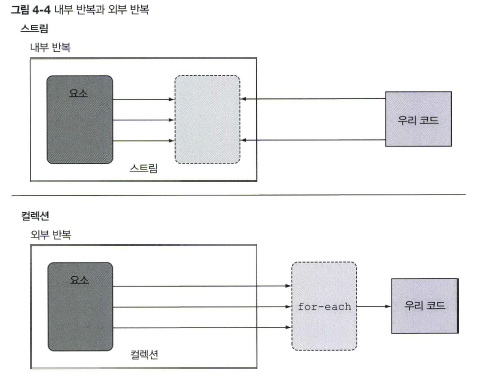 그림 4-4 내부 반복과 외부 반복
스트림
내부 반복
요소
우리 코드
스트림
컬렉션
외부 반복
요소
for-each
우리 코드
컬렉션